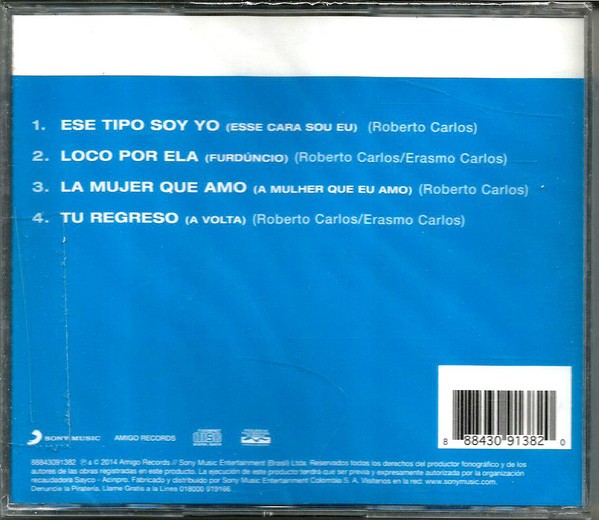 1. ESE TIPO SOY YO (ESSE CARA SOU EU) (Roberto Carlos)
2. LOCO POR ELA (FURDÚNCIO) (Roberto Carlos/Erasmo Carlos)
3. LA MUJER QUE AMO (A MULHER QUE EU AMO) (Roberto Carlos)
4. TU REGRESO (A VOLTA) (Roberto Carlos/Erasmo Carlos)
8 88430 91382 0
SONY MUSIC AMIGO RECORDS
88843091382 ℗ & © 2014 Amigo Records // Sony Music Entertainment (Brasil) Ltda. Reservados todos los derechos del productor fonográfico y de los
autores de las obras registradas en este producto. La ejecución de este producto tendrá que ser previa y expresamente autorizada por la organización
recaudadora Sayco - Acinpro. Fabricado y distribuido por Sony Music Entertainment Colombia S. A. Visítenos en la red: www.sonymusic.com.
Denuncie la Piratería, Llame Gratis a la Línea 018000 919166.